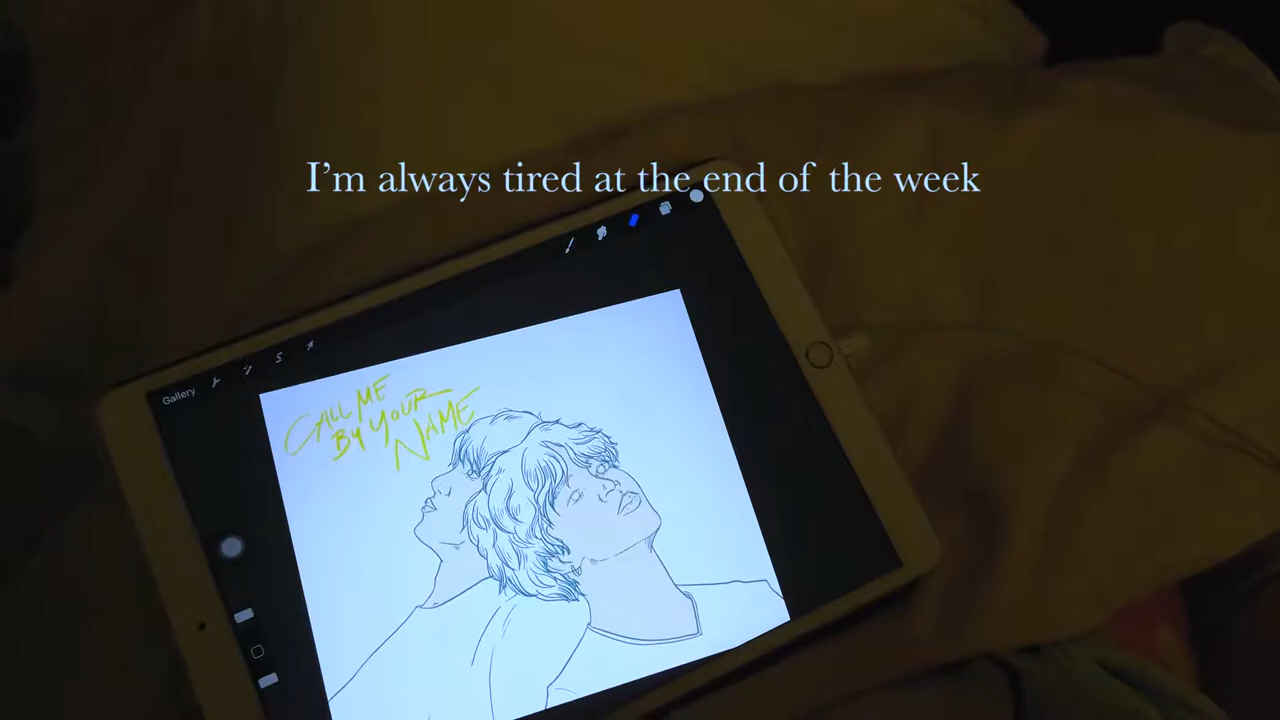 I'm always tired at the end of the week
Gallery
S
CALL ME
BY YOUR
NAME